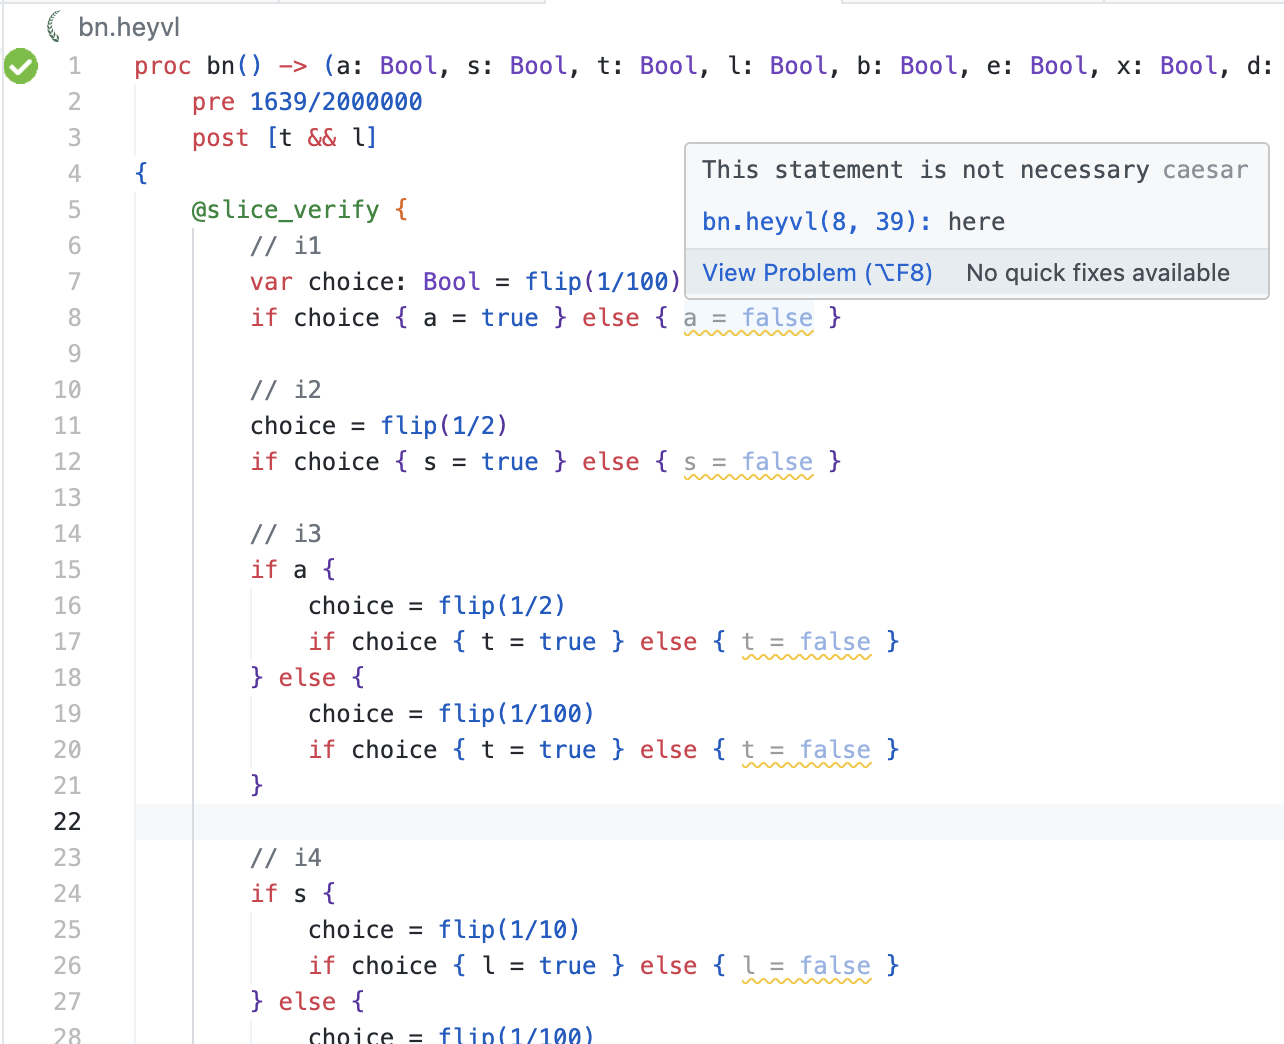 bn.heyvl
1 proc bn() -> (a: Bool, s: Bool, t: Bool, l: Bool, b: Bool, e: Bool, x: Bool, d:
2 pre 1639/2000000
3 post [t && l]
4 {
This statement is not necessary caesar
5 @slice_verify {
bn.heyvl(8, 39): here
6 // i1
View Problem (⌥F8) No quick fixes available
7 var choice: Bool = flip(1/100)
8 if choice { a = true } else { a = false }
9
10 // i2
11 choice = flip(1/2)
12 if choice { s = true } else { s = false }
13
14 // i3
15 if a {
16 choice = flip(1/2)
17 if choice { t = true } else { t = false }
18 } else {
19 choice = flip(1/100)
20 if choice { t = true } else { t = false }
21 }
22
23 // i4
24 if s {
25 choice = flip(1/10)
26 if choice { l = true } else { l = false }
27 } else {
28 choice = flip(1/100)